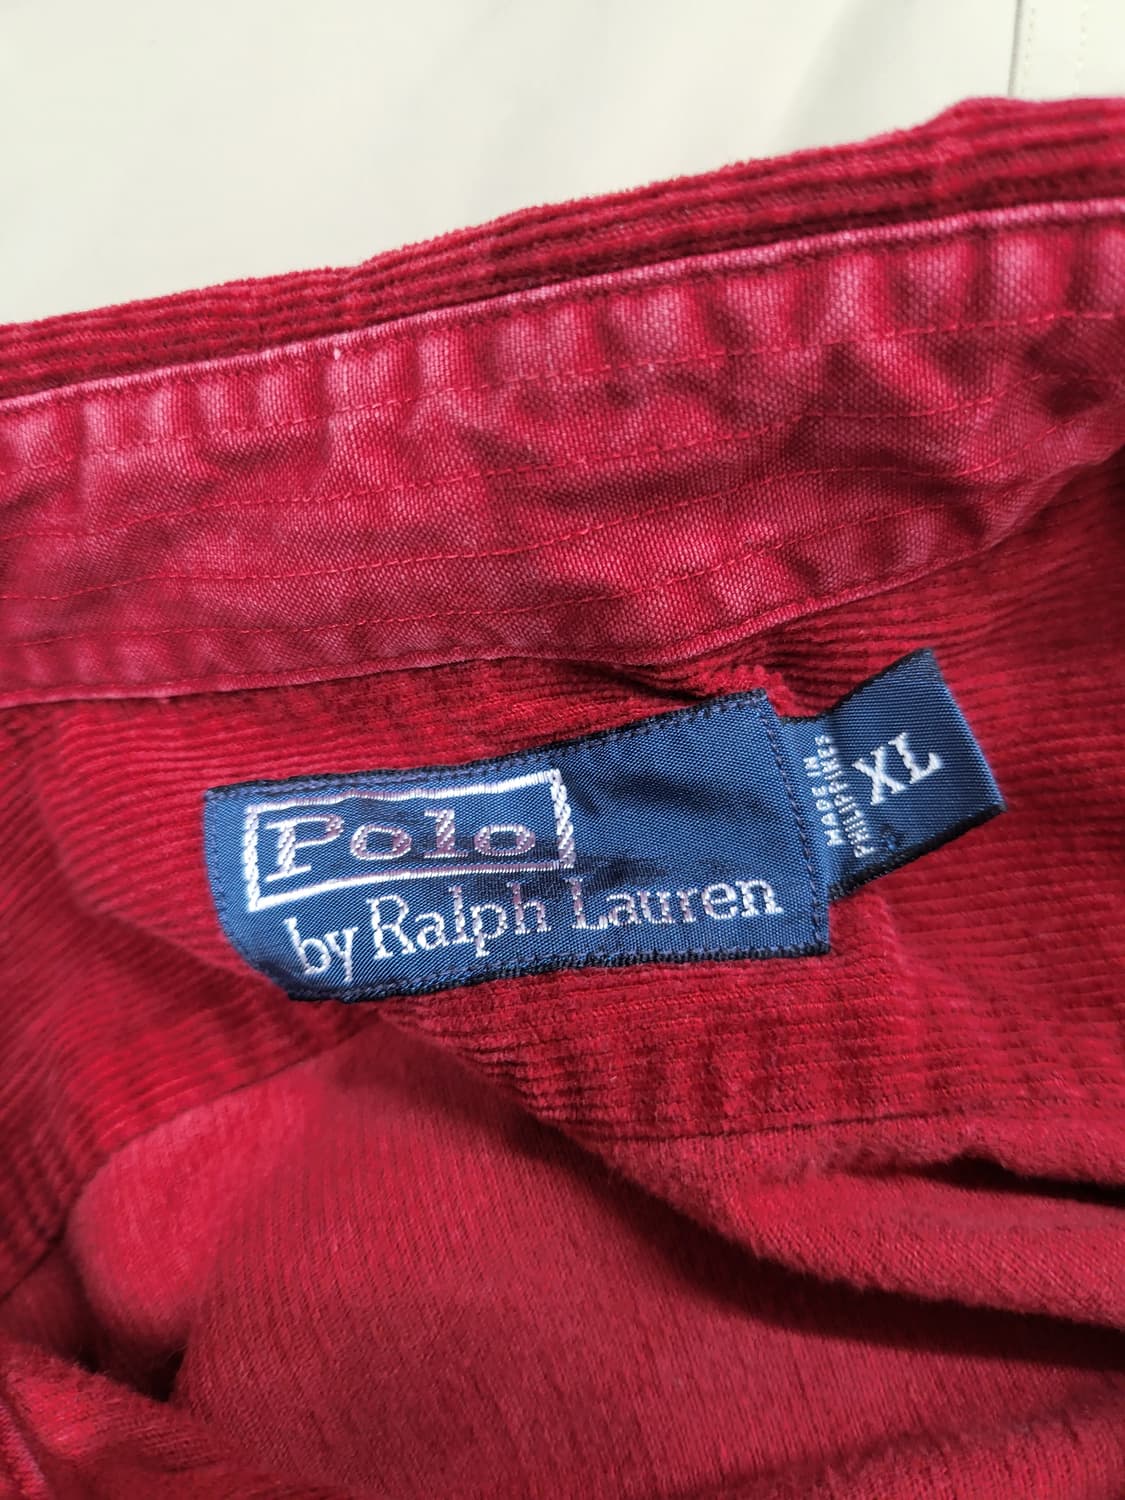 Polo
by Ralph Lauren
MADE IN
PHILIPPINES
XL